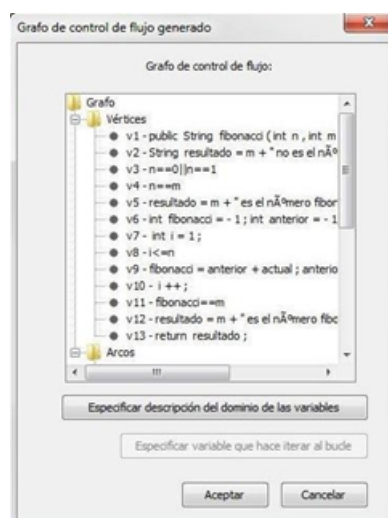 Grafo de control de flujo generado
Grafo de control de flujo:
Grafo
Vértices
v1 - public String fibonacci ( int n , int m
v2 - String resultado = m + " no es el nÃº
v3 - n==0||n==1
v4 - n==m
v5 - resultado = m + " es el nÃºmero fibor
v6 - int fibonacci = - 1 ; int anterior = - 1
v7 - int i = 1 ;
v8 - i<=n
v9 - fibonacci = anterior + actual ; anterio
v10 - i ++ ;
v11 - fibonacci==m
v12 - resultado = m + " es el nÃºmero fibc
v13 - return resultado ;
Arcos
Especificar descripción del dominio de las variables
Especificar variable que hace iterar al bucle
Aceptar
Cancelar